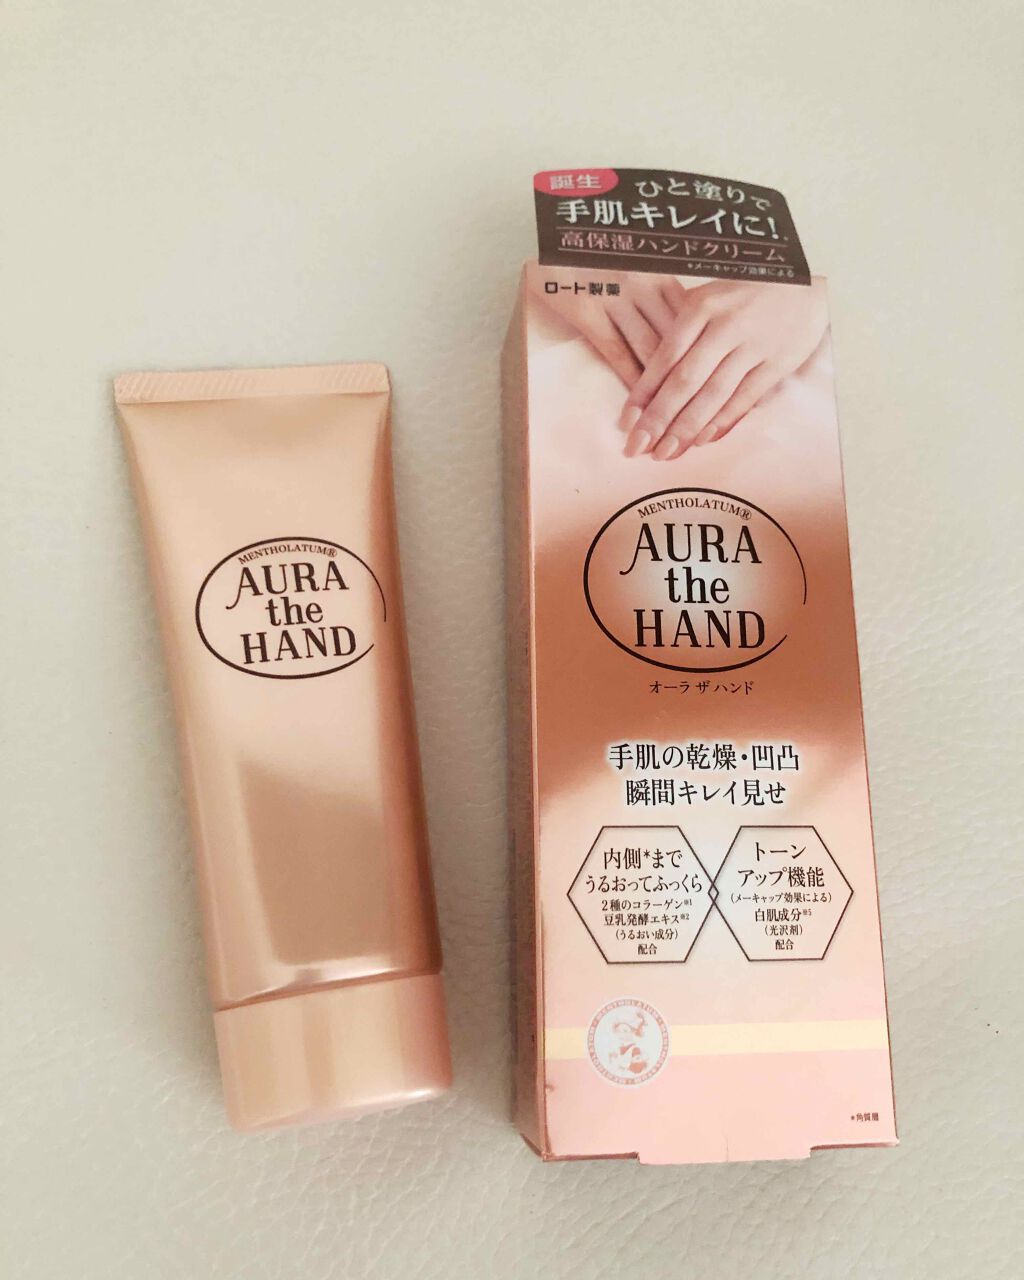 MENTHOLATUM®
AURA
the
HAND
誕生
ひと塗りで
手肌キレイに!
高保湿ハンドクリーム
*メーキャップ効果による
ロート製薬
MENTHOLATUM®
AURA
the
HAND
オーラ ザ ハンド
手肌の乾燥・凹凸
瞬間キレイ見せ
内側*まで
うるおってふっくら
2種のコラーゲン※1
豆乳発酵エキス※2
(うるおい成分)
配合
トーン
アップ機能
(メーキャップ効果による)
白肌成分※5
(光沢剤)
配合
*角質層